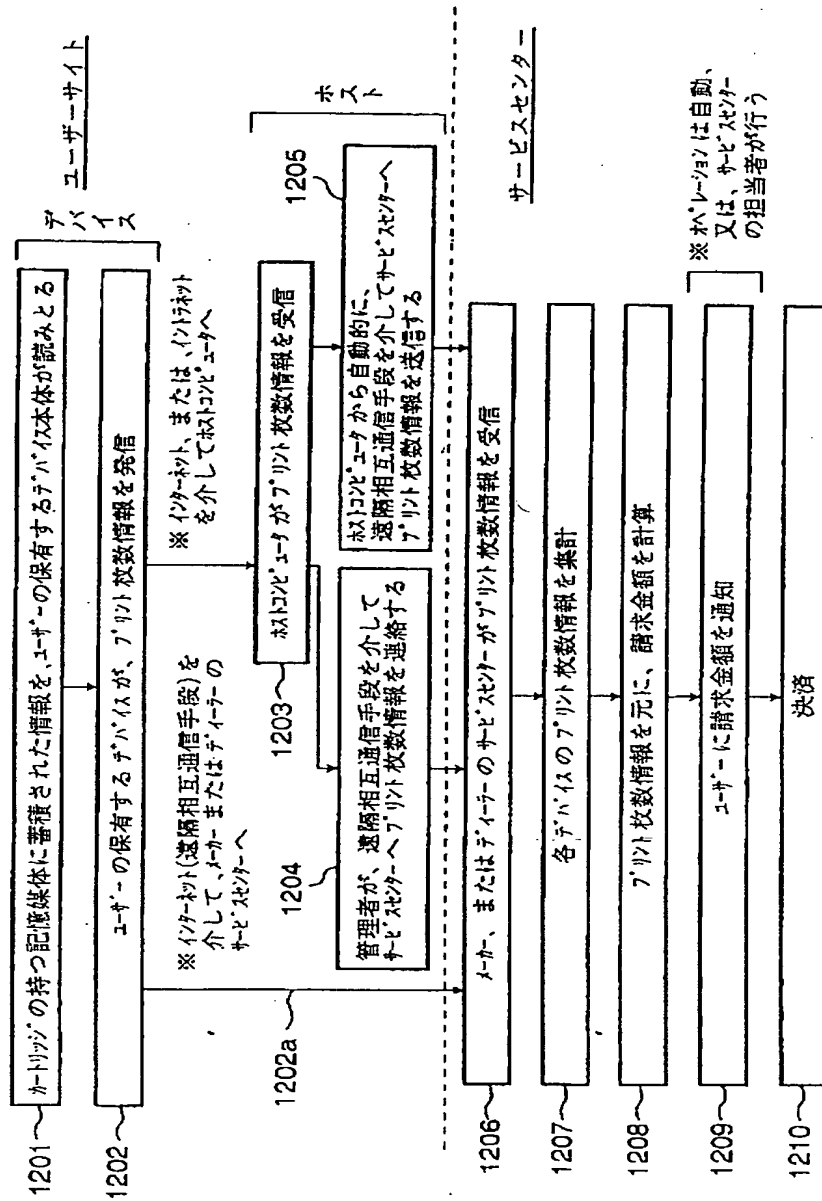 ユーザーサイト
デバイス
1201
カートリッジの持つ記憶媒体に蓄積された情報を、ユーザーの保有するデバイス本体が読みとる
1202
ユーザーの保有するデバイスが、プリント枚数情報を発信
※インターネット(遠隔相互通信手段)を
介して、メーカーまたはディーラーの
サービスセンターへ
※インターネット、または、イントラネット
を介してホストコンピュータへ
1202a
ホスト
1203
ホストコンピュータがプリント枚数情報を受信
1204
管理者が、遠隔相互通信手段を介して
サービスセンターへプリント枚数情報を連絡する
1205
ホストコンピュータから自動的に、
遠隔相互通信手段を介してサービスセンターへ
プリント枚数情報を送信する
サービスセンター
1206
メーカー、またはディーラーのサービスセンターがプリント枚数情報を受信
1207
各デバイスのプリント枚数情報を集計
1208
プリント枚数情報を元に、請求金額を計算
1209
ユーザーに請求金額を通知
※オペレーションは自動、
又は、サービスセンター
の担当者が行う
1210
決済